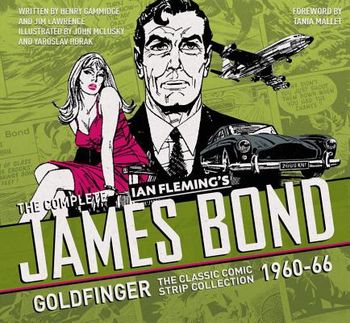 WRITTEN BY HENRY GAMMIDGE
AND JIM LAWRENCE
ILLUSTRATED BY JOHN MCLUSKY
AND YAROSLAV HORAK
FOREWORD BY
TANIA MALLET
THE COMPLETE
IAN FLEMING'S
JAMES BOND
GOLDFINGER
THE CLASSIC COMIC
STRIP COLLECTION
1960-66